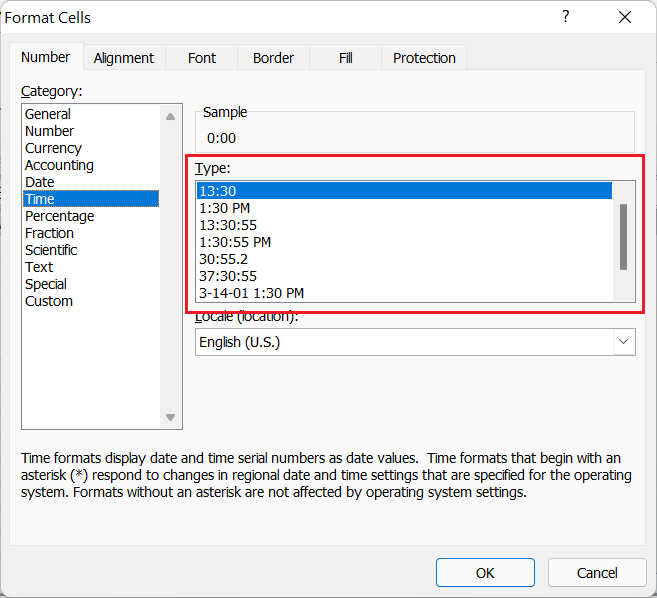 Format Cells
?
Number Alignment Font Border Fill Protection
Category:
General
Number
Currency
Accounting
Date
Time
Percentage
Fraction
Scientific
Text
Special
Custom
Sample
0:00
Type:
13:30
1:30 PM
13:30:55
1:30:55 PM
30:55.2
37:30:55
3-14-01 1:30 PM
Locale (location):
English (U.S.)
Time formats display date and time serial numbers as date values.  Time formats that begin with an
asterisk (*) respond to changes in regional date and time settings that are specified for the operating
system. Formats without an asterisk are not affected by operating system settings.
OK Cancel